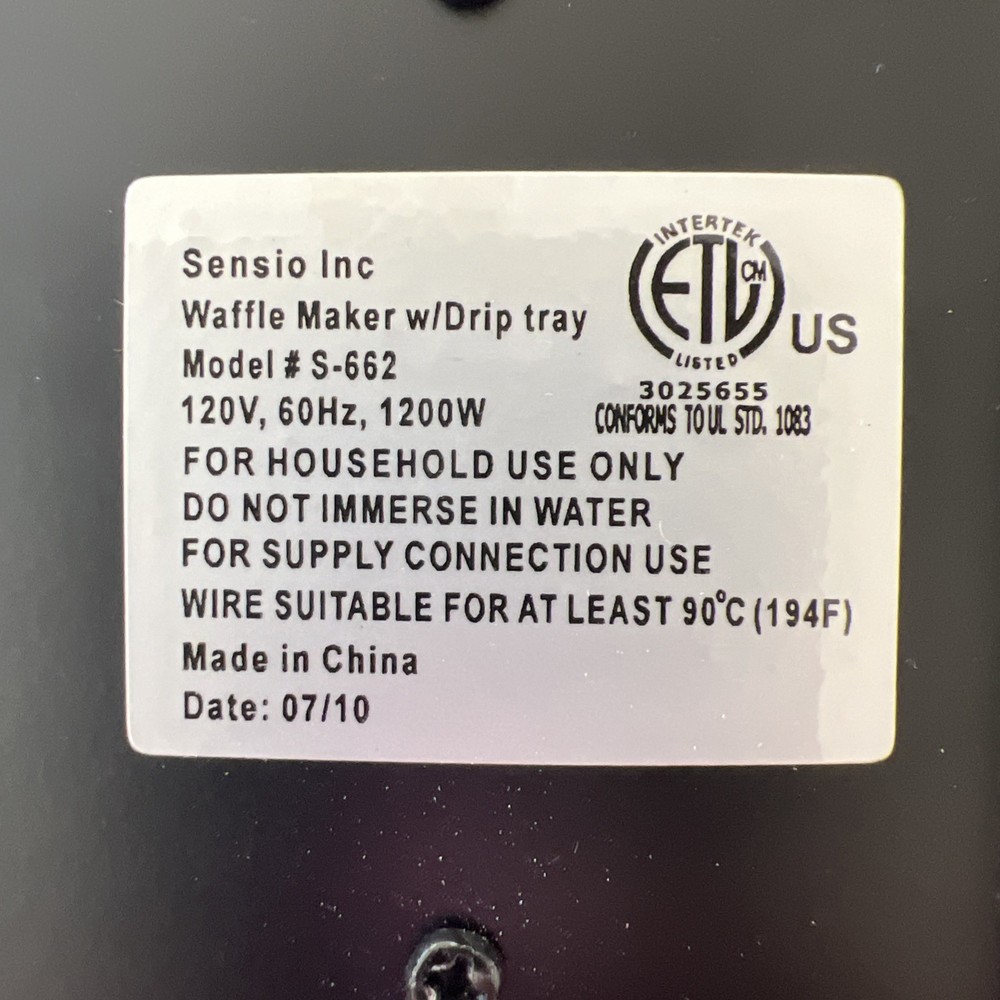 Sensio Inc
Waffle Maker w/Drip tray
Model # S-662
120V, 60Hz, 1200W
INTERTEK
ETL CM
LISTED
US
3025655
CONFORMS TO UL STD. 1083
FOR HOUSEHOLD USE ONLY
DO NOT IMMERSE IN WATER
FOR SUPPLY CONNECTION USE
WIRE SUITABLE FOR AT LEAST 90°C (194F)
Made in China
Date: 07/10